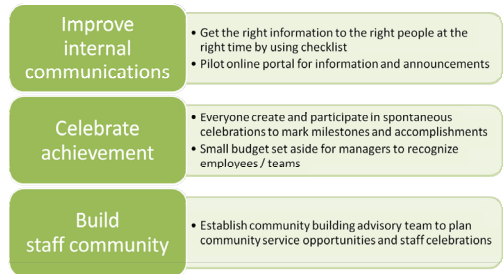 Improve
internal
communications
• Get the right information to the right people at the
right time by using checklist
• Pilot online portal for information and announcements
Celebrate
achievement
• Everyone create and participate in spontaneous
celebrations to mark milestones and accomplishments
• Small budget set aside for managers to recognize
employees / teams
Build
staff community
• Establish community building advisory team to plan
community service opportunities and staff celebrations